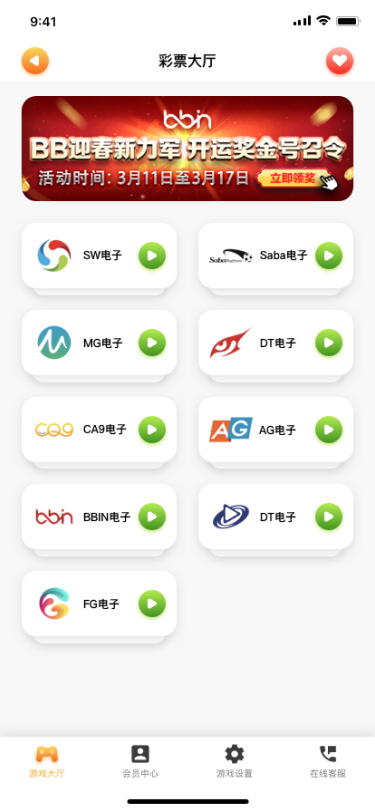 9:41
彩票大厅
bbin
BB迎春新力军 开运奖金号召令
活动时间: 3月11日至3月17日
立即领奖
SW电子
Saba Platform
Saba电子
MG电子
DT电子
CQ9
CA9电子
AG
AG电子
bbin
BBIN电子
DT电子
FG电子
游戏大厅
会员中心
游戏设置
在线客服